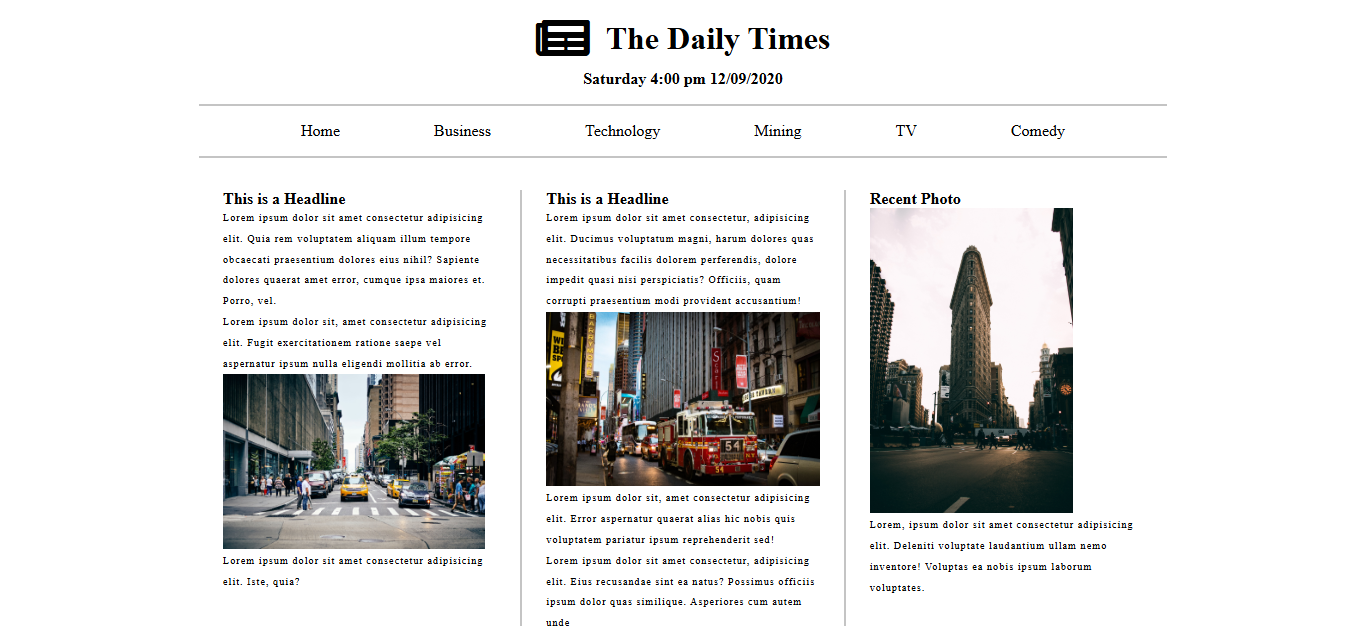 The Daily Times
Saturday 4:00 pm 12/09/2020
Home Business Technology Mining TV Comedy
This is a Headline
Lorem ipsum dolor sit amet consectetur adipisicing
elit. Quia rem voluptatem aliquam illum tempore
obcaecati praesentium dolores eius nihil? Sapiente
dolores quaerat amet error, cumque ipsa maiores et.
Porro, vel.
Lorem ipsum dolor sit, amet consectetur adipisicing
elit. Fugit exercitationem ratione saepe vel
aspernatur ipsum nulla eligendi mollitia ab error.
Lorem ipsum dolor sit amet consectetur adipisicing
elit. Iste, quia?
This is a Headline
Lorem ipsum dolor sit amet consectetur, adipisicing
elit. Ducimus voluptatum magni, harum dolores quas
necessitatibus facilis dolorem perferendis, dolore
impedit quasi nisi perspiciatis? Officiis, quam
corrupti praesentium modi provident accusantium!
BARRYMO
54
54
Lorem ipsum dolor sit, amet consectetur adipisicing
elit. Error aspernatur quaerat alias hic nobis quis
voluptatem pariatur ipsum reprehenderit sed!
Lorem ipsum dolor sit amet consectetur, adipisicing
elit. Eius recusandae sint ea natus? Possimus officiis
ipsum dolor quas similique. Asperiores cum autem
unde
Recent Photo
Lorem, ipsum dolor sit amet consectetur adipisicing
elit. Deleniti voluptate laudantium ullam nemo
inventore! Voluptas ea nobis ipsum laborum
voluptates.